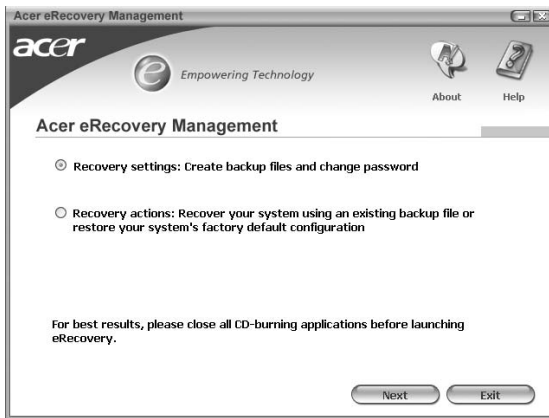 Acer eRecovery Management
acer
e Empowering Technology
About Help
Acer eRecovery Management
Recovery settings: Create backup files and change password
Recovery actions: Recover your system using an existing backup file or
restore your system's factory default configuration
For best results, please close all CD-burning applications before launching
eRecovery.
Next Exit